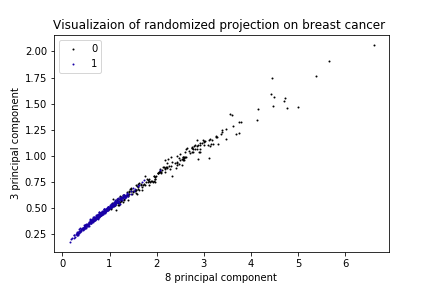 Visualizaion of randomized projection on breast cancer
0
1
2.00
1.75
1.50
1.25
1.00
0.75
0.50
0.25
3 principal component
0 1 2 3 4 5 6
8 principal component